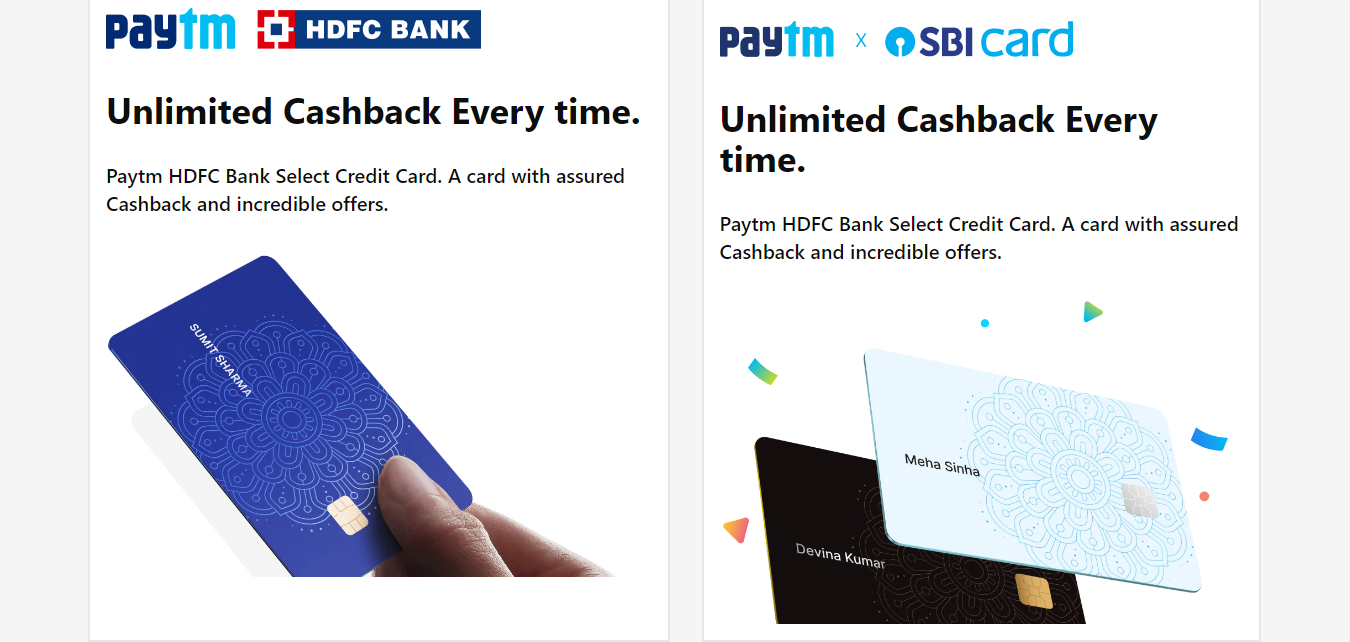 paytm HDFC BANK
Unlimited Cashback Every time.
Paytm HDFC Bank Select Credit Card. A card with assured
Cashback and incredible offers.
SUMIT SHARMA
paytm x SBI card
Unlimited Cashback Every
time.
Paytm HDFC Bank Select Credit Card. A card with assured
Cashback and incredible offers.
Meha Sinha
Devina Kumar